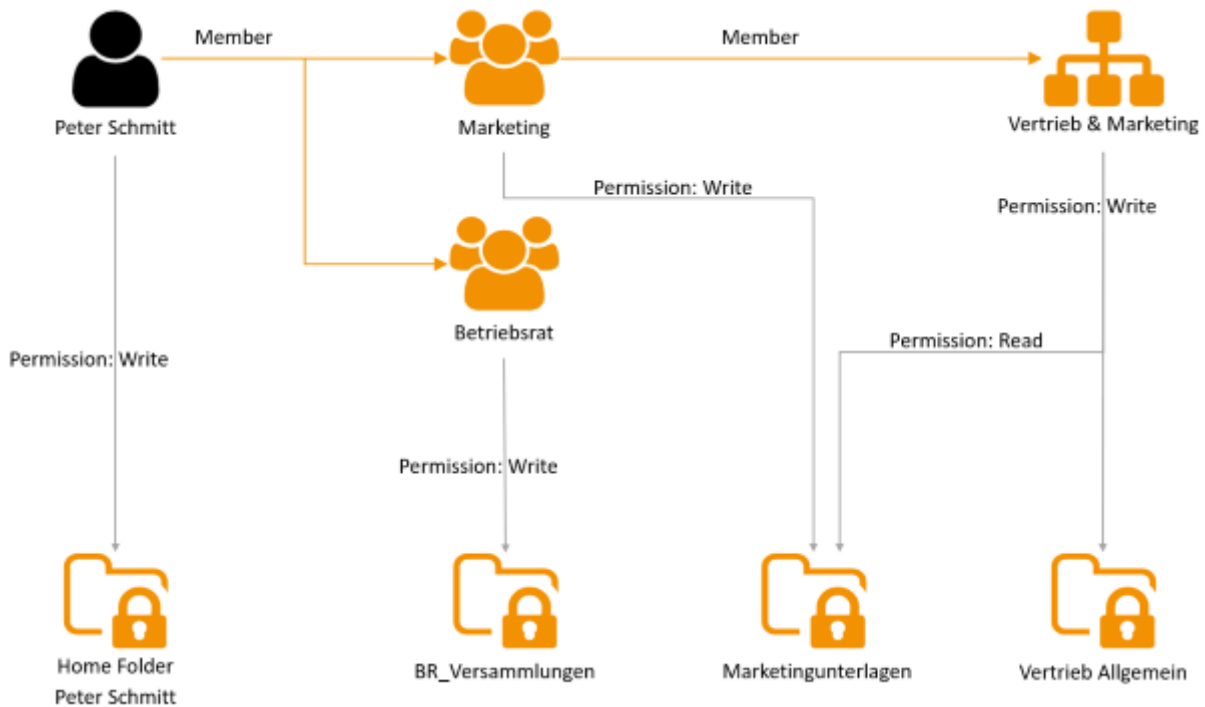 Member
Member
Peter Schmitt
Marketing
Vertrieb & Marketing
Permission: Write
Permission: Write
Betriebsrat
Permission: Read
Permission: Write
Permission: Write
Home Folder
Peter Schmitt
BR_Versammlungen
Marketingunterlagen
Vertrieb Allgemein